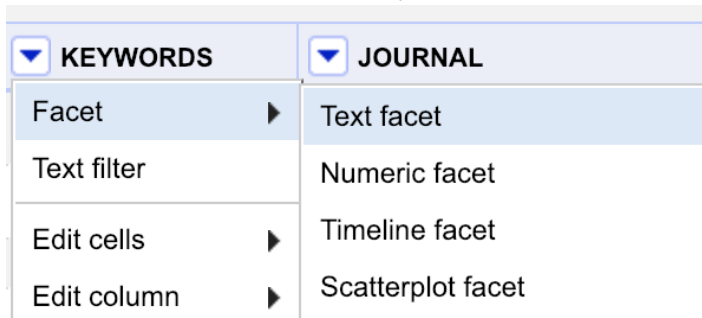 KEYWORDS JOURNAL
Facet Text facet
Text filter Numeric facet
Edit cells Timeline facet
Edit column Scatterplot facet